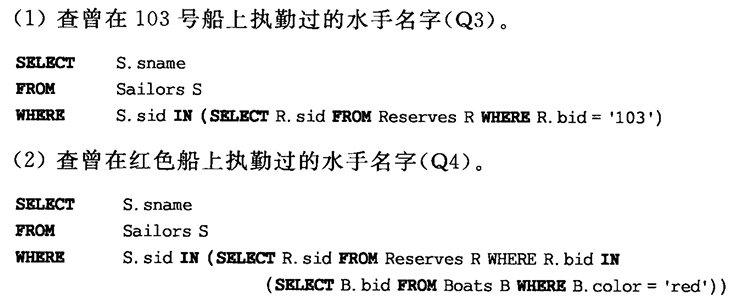 (1) 查曾在 103 号船上执勤过的水手名字(Q3)。
SELECT S.sname
FROM Sailors S
WHERE S.sid IN (SELECT R.sid FROM Reserves R WHERE R.bid = '103')
(2) 查曾在红色船上执勤过的水手名字(Q4)。
SELECT S.sname
FROM Sailors S
WHERE S.sid IN (SELECT R.sid FROM Reserves R WHERE R.bid IN
(SELECT B.bid FROM Boats B WHERE B.color = 'red'))